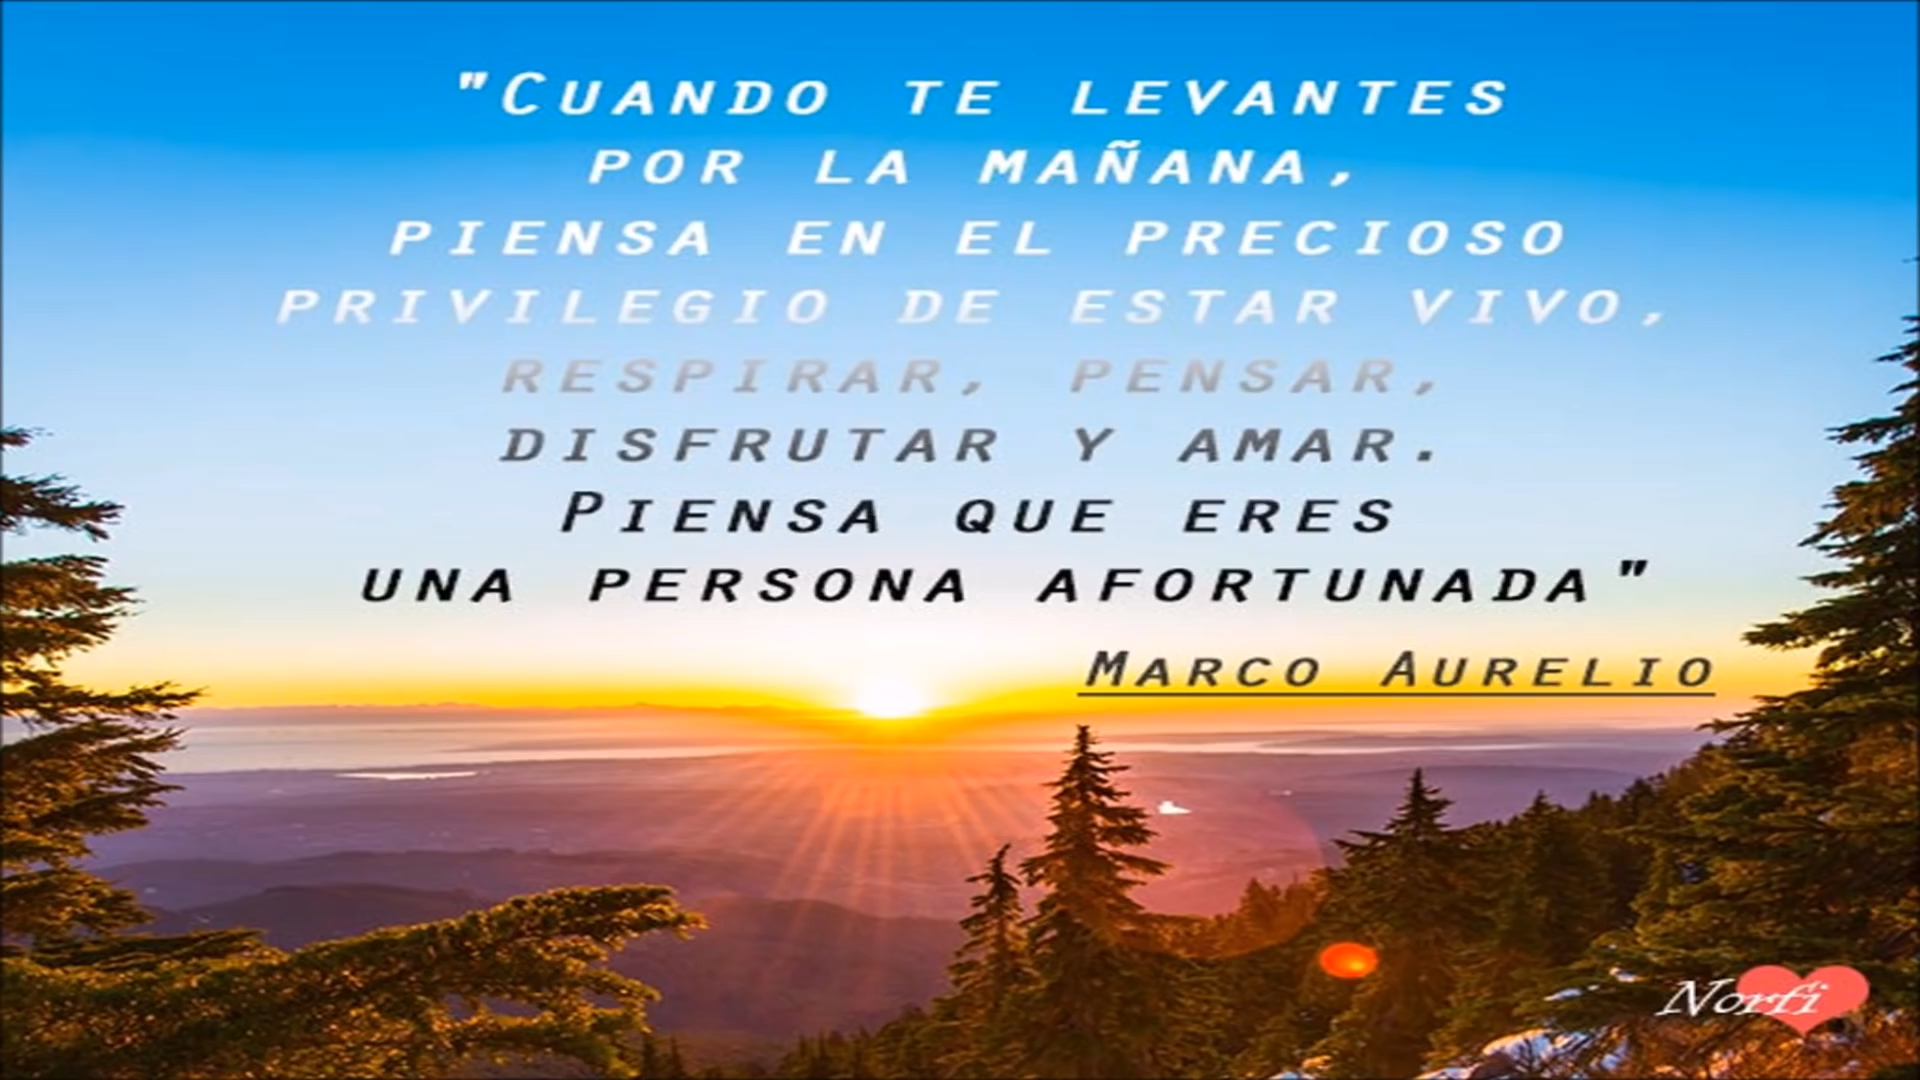 "Cuando te levantes
por la mañana,
piensa en el precioso
privilegio de estar vivo,
respirar, pensar,
disfrutar y amar.
Piensa que eres
una persona afortunada"
Marco Aurelio
Norfi